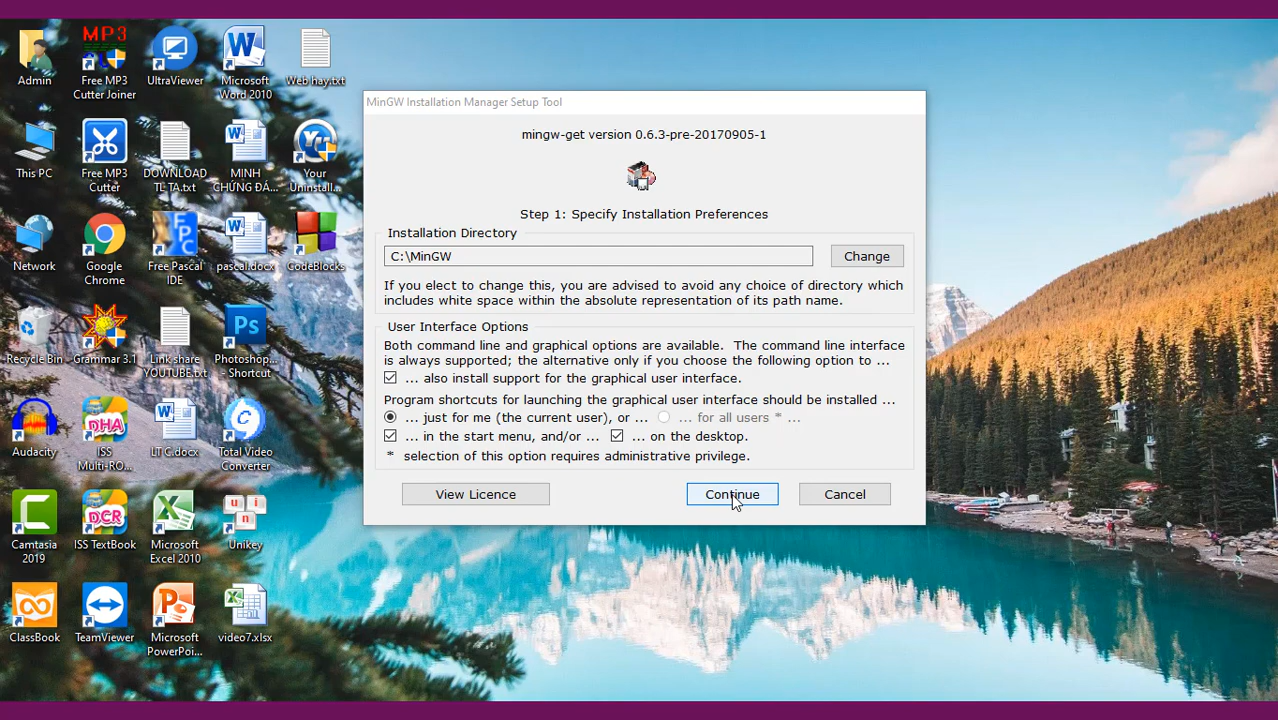 MP3
Admin
Free MP3
Cutter Joiner
UltraViewer
Microsoft
Word 2010
Web hay.txt
This PC
Free MP3
Cutter
DOWNLOAD
TL TA.txt
MINH
CHỨNG ĐÁ...
Your
Uninstall...
Network
Google
Chrome
Free Pascal
IDE
pascal.docx
CodeBlocks
Recycle Bin
Grammar 3.1
Link share
YOUTUBE.txt
Ps
Photoshop...
- Shortcut
Audacity
DHA
ISS
Multi-RO...
LT C.docx
Total Video
Converter
Camtasia
2019
DCR
ISS TextBook
Microsoft
Excel 2010
u i
n
Unikey
ClassBook
TeamViewer
Microsoft
PowerPoi...
video7.xlsx
MinGW Installation Manager Setup Tool
mingw-get version 0.6.3-pre-20170905-1
Step 1: Specify Installation Preferences
Installation Directory
C:\MinGW
Change
If you elect to change this, you are advised to avoid any choice of directory which
includes white space within the absolute representation of its path name.
User Interface Options
Both command line and graphical options are available. The command line interface
is always supported; the alternative only if you choose the following option to ...
... also install support for the graphical user interface.
Program shortcuts for launching the graphical user interface should be installed ...
... just for me (the current user), or ... ... for all users * ...
... in the start menu, and/or ... ... on the desktop.
* selection of this option requires administrative privilege.
View Licence
Continue
Cancel